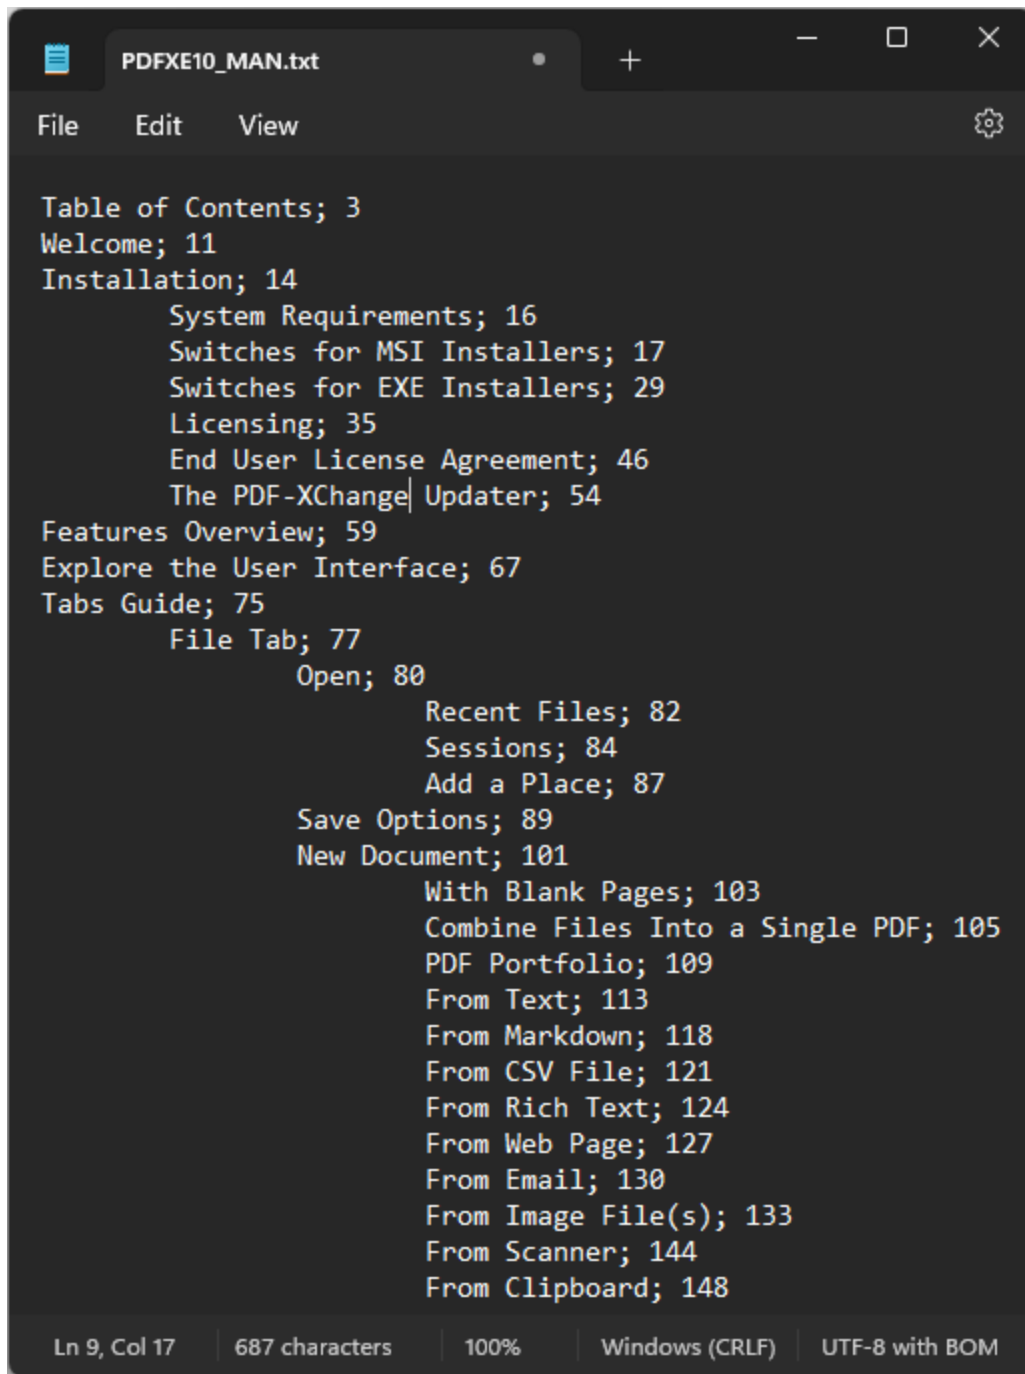 PDFXE10_MAN.txt
File Edit View
Table of Contents; 3
Welcome; 11
Installation; 14
System Requirements; 16
Switches for MSI Installers; 17
Switches for EXE Installers; 29
Licensing; 35
End User License Agreement; 46
The PDF-XChange Updater; 54
Features Overview; 59
Explore the User Interface; 67
Tabs Guide; 75
File Tab; 77
Open; 80
Recent Files; 82
Sessions; 84
Add a Place; 87
Save Options; 89
New Document; 101
With Blank Pages; 103
Combine Files Into a Single PDF; 105
PDF Portfolio; 109
From Text; 113
From Markdown; 118
From CSV File; 121
From Rich Text; 124
From Web Page; 127
From Email; 130
From Image File(s); 133
From Scanner; 144
From Clipboard; 148
Ln 9, Col 17 687 characters 100% Windows (CRLF) UTF-8 with BOM